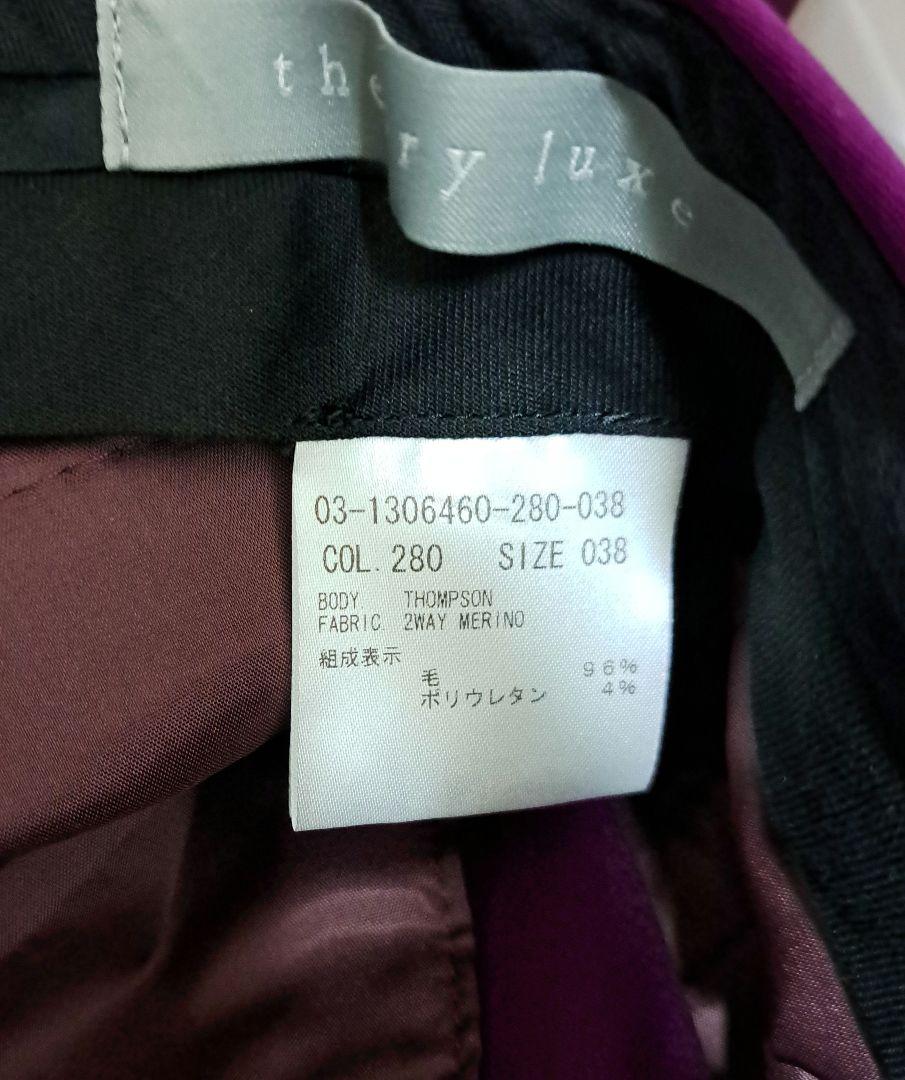 the ry luxe
03-1306460-280-038
COL. 280 SIZE 038
BODY THOMPSON
FABRIC 2WAY MERINO
組成表示
毛 96%
ポリウレタン 4%